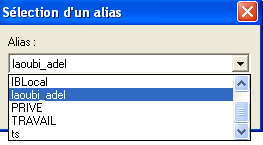 Sélection d'un alias
Alias :
laoubi_adel
IBLocal
laoubi_adel
PRIVE
TRAVAIL
ts